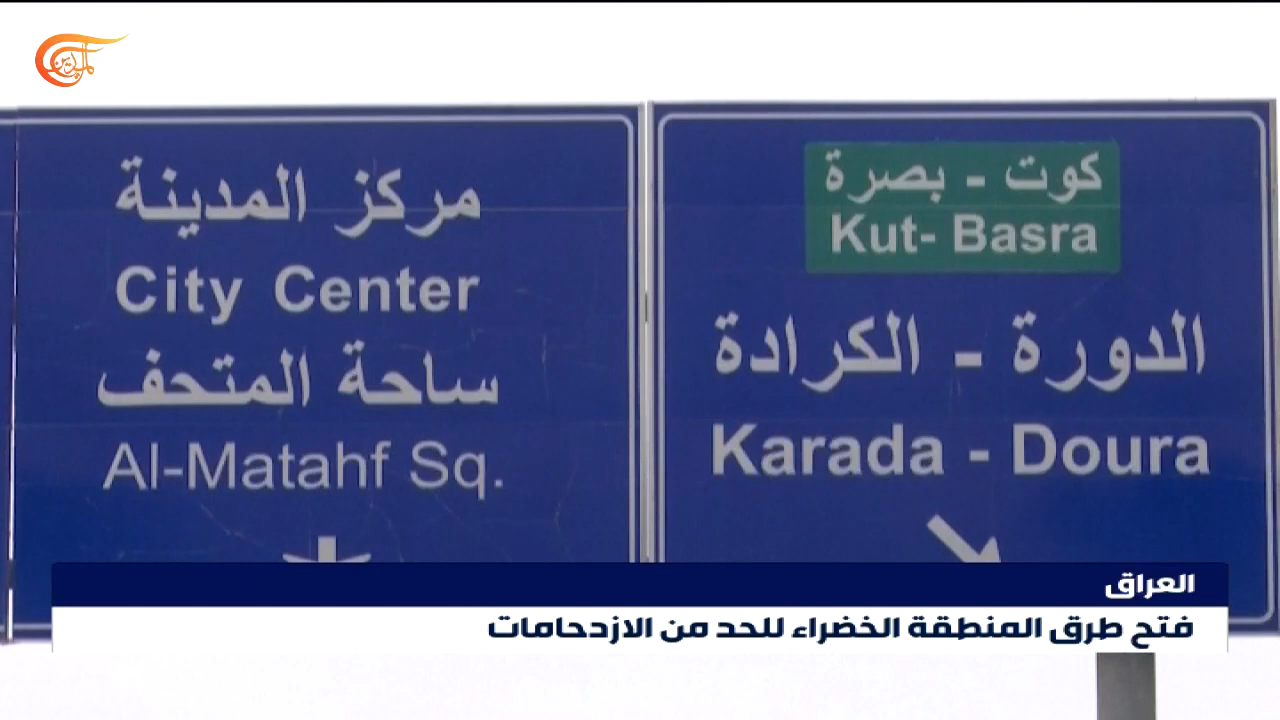 الميادين
مركز المدينة
City Center
ساحة المتحف
Al-Matahf Sq.
كوت - بصرة
Kut- Basra
الدورة - الكرادة
Karada - Doura
العراق
فتح طرق المنطقة الخضراء للحد من الازدحامات